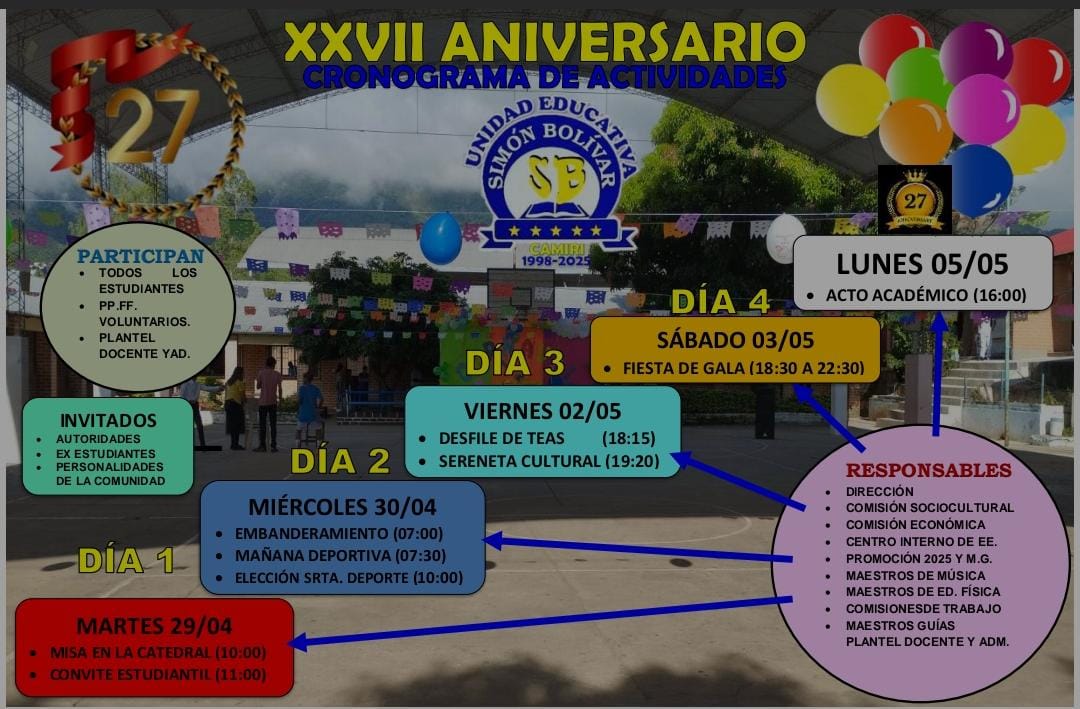 XXVII ANIVERSARIO
CRONOGRAMA DE ACTIVIDADES
27
UNIDAD EDUCATIVA
SIMÓN BOLÍVAR
SB
CAMIRI
1998-2025
27
ANNIVERSARY
PARTICIPAN
• TODOS LOS
ESTUDIANTES
• PP.FF.
VOLUNTARIOS.
• PLANTEL
DOCENTE YAD.
INVITADOS
• AUTORIDADES
• EX ESTUDIANTES
• PERSONALIDADES
DE LA COMUNIDAD
DÍA 1
MARTES 29/04
• MISA EN LA CATEDRAL (10:00)
• CONVITE ESTUDIANTIL (11:00)
DÍA 2
MIÉRCOLES 30/04
• EMBANDERAMIENTO (07:00)
• MAÑANA DEPORTIVA (07:30)
• ELECCIÓN SRTA. DEPORTE (10:00)
DÍA 3
VIERNES 02/05
• DESFILE DE TEAS (18:15)
• SERENETA CULTURAL (19:20)
DÍA 4
SÁBADO 03/05
• FIESTA DE GALA (18:30 A 22:30)
LUNES 05/05
• ACTO ACADÉMICO (16:00)
RESPONSABLES
• DIRECCIÓN
• COMISIÓN SOCIOCULTURAL
• COMISIÓN ECONÓMICA
• CENTRO INTERNO DE EE.
• PROMOCIÓN 2025 Y M.G.
• MAESTROS DE MÚSICA
• MAESTROS DE ED. FÍSICA
• COMISIONESDE TRABAJO
• MAESTROS GUÍAS
PLANTEL DOCENTE Y ADM.